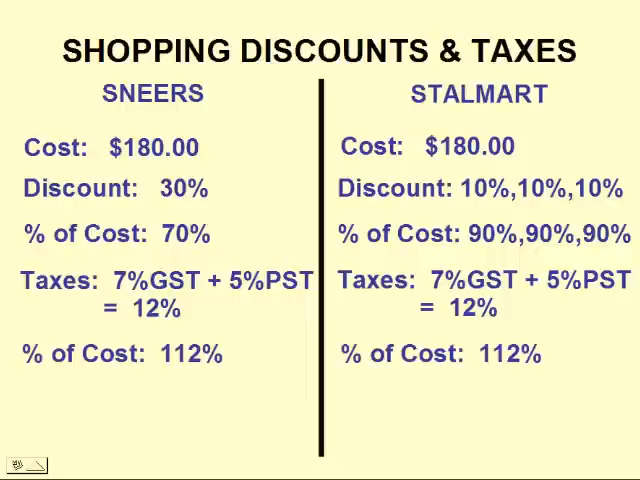 SHOPPING DISCOUNTS & TAXES
SNEERS
Cost: $180.00
Discount: 30%
% of Cost: 70%
Taxes: 7%GST + 5%PST
= 12%
% of Cost: 112%
STALMART
Cost: $180.00
Discount: 10%,10%,10%
% of Cost: 90%,90%,90%
Taxes: 7%GST + 5%PST
= 12%
% of Cost: 112%